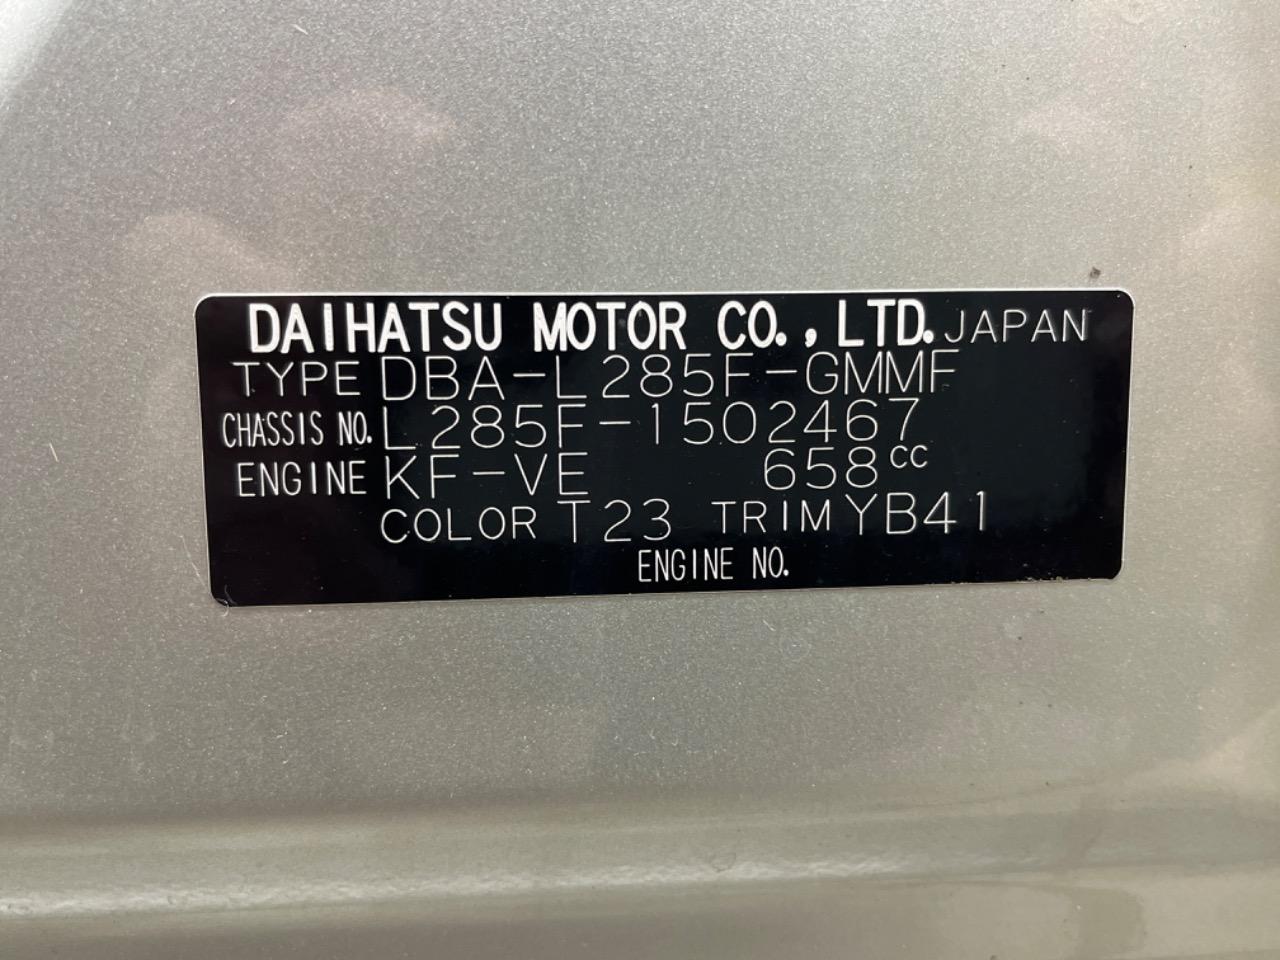 DAIHATSU MOTOR CO., LTD. JAPAN
TYPE DBA-L285F-GMMF
CHASSIS NO. L285F-1502467
ENGINE KF-VE 658cc
COLOR T23 TRIM YB41
ENGINE NO.